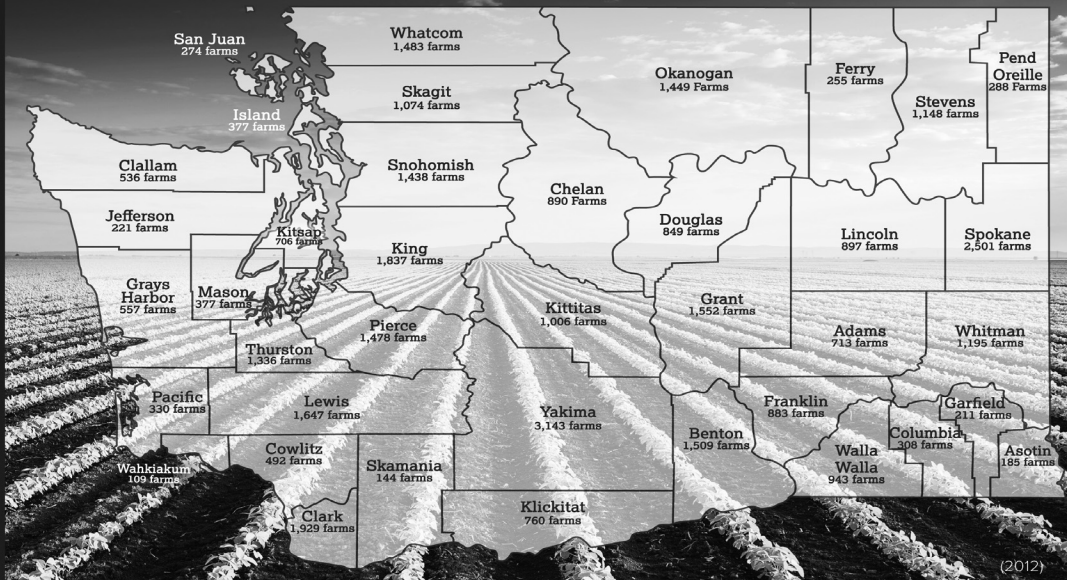 San Juan
274 farms
Whatcom
1,483 farms
Okanogan
1,449 Farms
Ferry
255 farms
Pend
Oreille
288 Farms
Stevens
1,148 farms
Skagit
1,074 farms
Island
377 farms
Clallam
536 farms
Snohomish
1,438 farms
Chelan
890 Farms
Jefferson
221 farms
Kitsap
706 farms
King
1,837 farms
Douglas
849 farms
Lincoln
897 farms
Spokane
2,501 farms
Grays
Harbor
557 farms
Mason
377 farms
Pierce
1,478 farms
Kittitas
1,006 farms
Grant
1,552 farms
Adams
713 farms
Whitman
1,195 farms
Thurston
1,336 farms
Pacific
330 farms
Lewis
1,647 farms
Yakima
3,143 farms
Benton
1,509 farms
Franklin
883 farms
Garfield
211 farms
Columbia
308 farms
Walla
Walla
943 farms
Asotin
185 farms
Wahkiakum
109 farms
Cowlitz
492 farms
Skamania
144 farms
Clark
1,929 farms
Klickitat
760 farms
(2012)